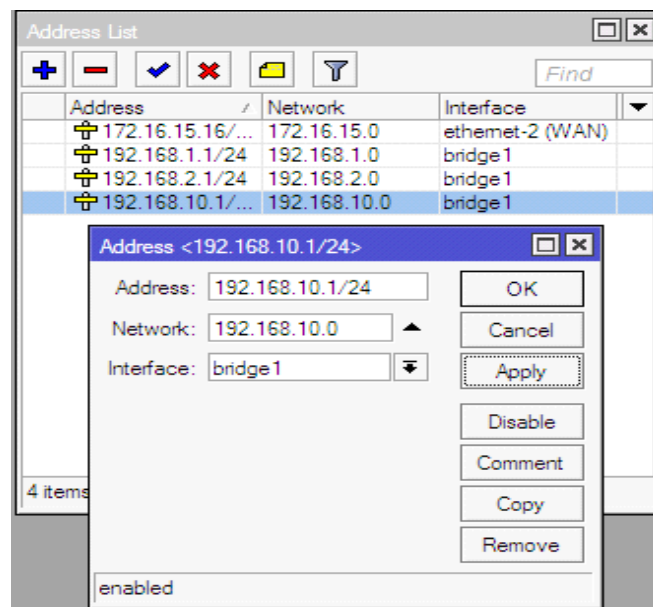 Address List
Find
Address Network Interface
172.16.15.16/... 172.16.15.0 ethernet-2 (WAN)
192.168.1.1/24 192.168.1.0 bridge1
192.168.2.1/24 192.168.2.0 bridge1
192.168.10.1/... 192.168.10.0 bridge1
Address <192.168.10.1/24>
Address: 192.168.10.1/24 OK
Network: 192.168.10.0 Cancel
Interface: bridge1 Apply
Disable
Comment
4 items
Copy
Remove
enabled